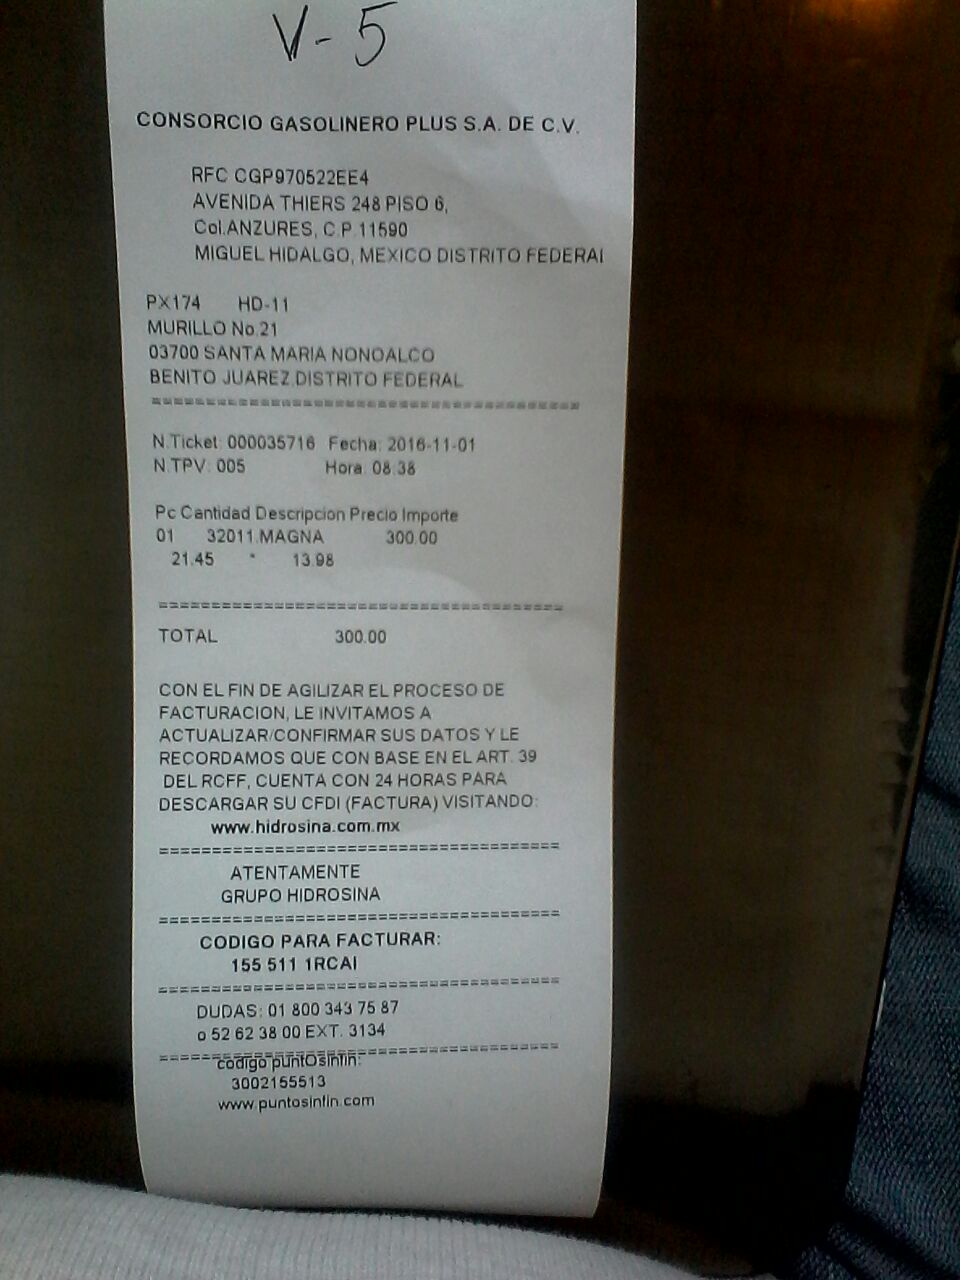 V-5
CONSORCIO GASOLINERO PLUS S.A. DE C.V.
RFC CGP970522EE4
AVENIDA THIERS 248 PISO 6,
Col.ANZURES, C.P.11590
MIGUEL HIDALGO, MEXICO DISTRITO FEDERAL
PX174 HD-11
MURILLO No.21
03700 SANTA MARIA NONOALCO
BENITO JUAREZ.DISTRITO FEDERAL
========================================
N.Ticket: 000035716 Fecha: 2016-11-01
N.TPV: 005 Hora: 08:38
Pc Cantidad Descripcion Precio Importe
01 32011.MAGNA 300.00
21.45 * 13.98
========================================
TOTAL 300.00
CON EL FIN DE AGILIZAR EL PROCESO DE
FACTURACION, LE INVITAMOS A
ACTUALIZAR/CONFIRMAR SUS DATOS Y LE
RECORDAMOS QUE CON BASE EN EL ART. 39
DEL RCFF, CUENTA CON 24 HORAS PARA
DESCARGAR SU CFDI (FACTURA) VISITANDO:
www.hidrosina.com.mx
========================================
ATENTAMENTE
GRUPO HIDROSINA
========================================
CODIGO PARA FACTURAR:
155 511 1RCAI
========================================
DUDAS: 01 800 343 75 87
o 52 62 38 00 EXT. 3134
========================================
codigo puntOsinfin:
3002155513
www.puntosinfin.com